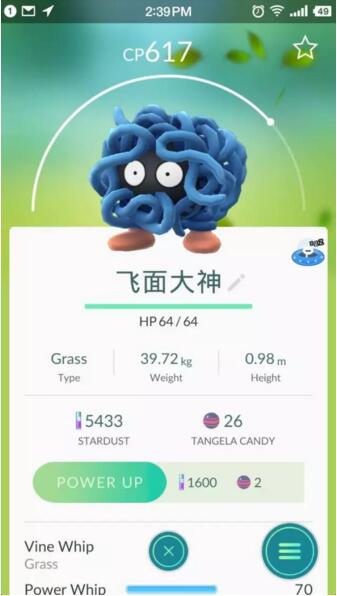 1 2:39PM 49
CP617
飞面大神
HP 64 / 64
Grass 39.72 kg 0.98 m
Type Weight Height
5433 26
STARDUST TANGELA CANDY
POWER UP 1600 2
Vine Whip
Grass
Power Whip 70